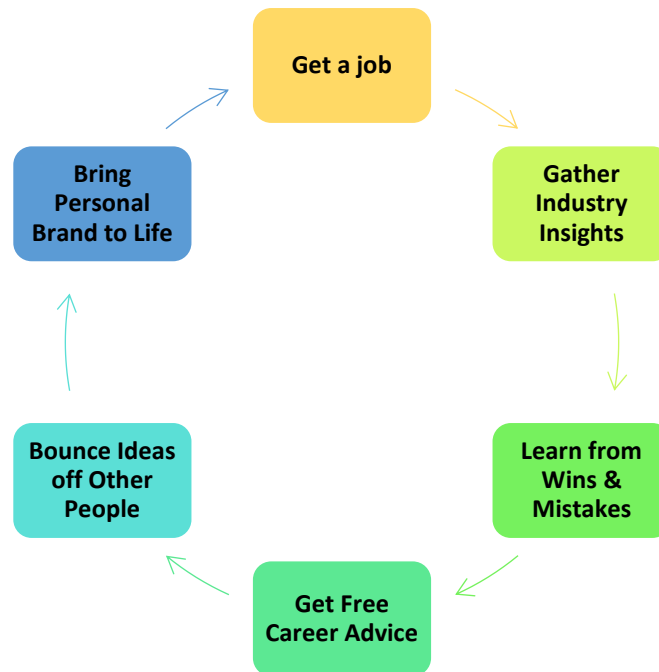 Get a job
Gather
Industry
Insights
Learn from
Wins &
Mistakes
Get Free
Career Advice
Bounce Ideas
off Other
People
Bring
Personal
Brand to Life